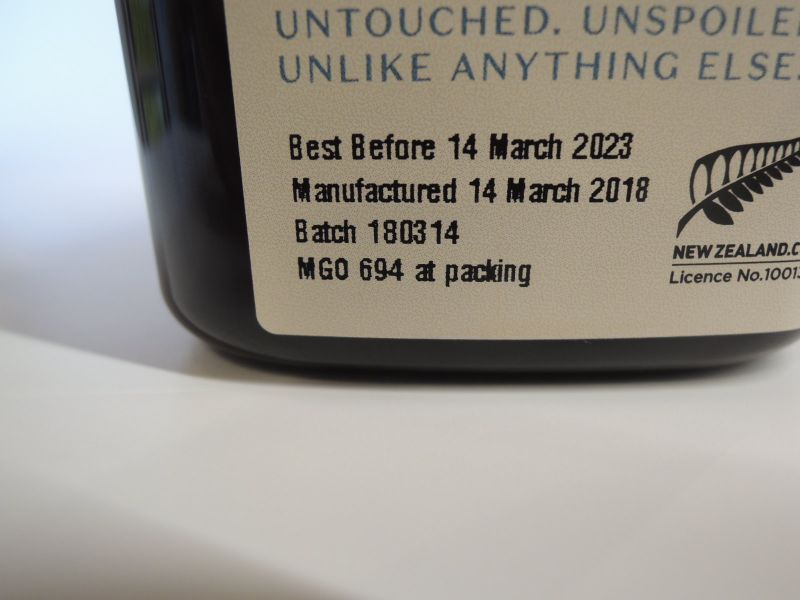 UNTOUCHED. UNSPOILE
UNLIKE ANYTHING ELSE.
Best Before 14 March 2023
Manufactured 14 March 2018
Batch 180314
MGO 694 at packing
NEW ZEALAND.C
Licence No.10013